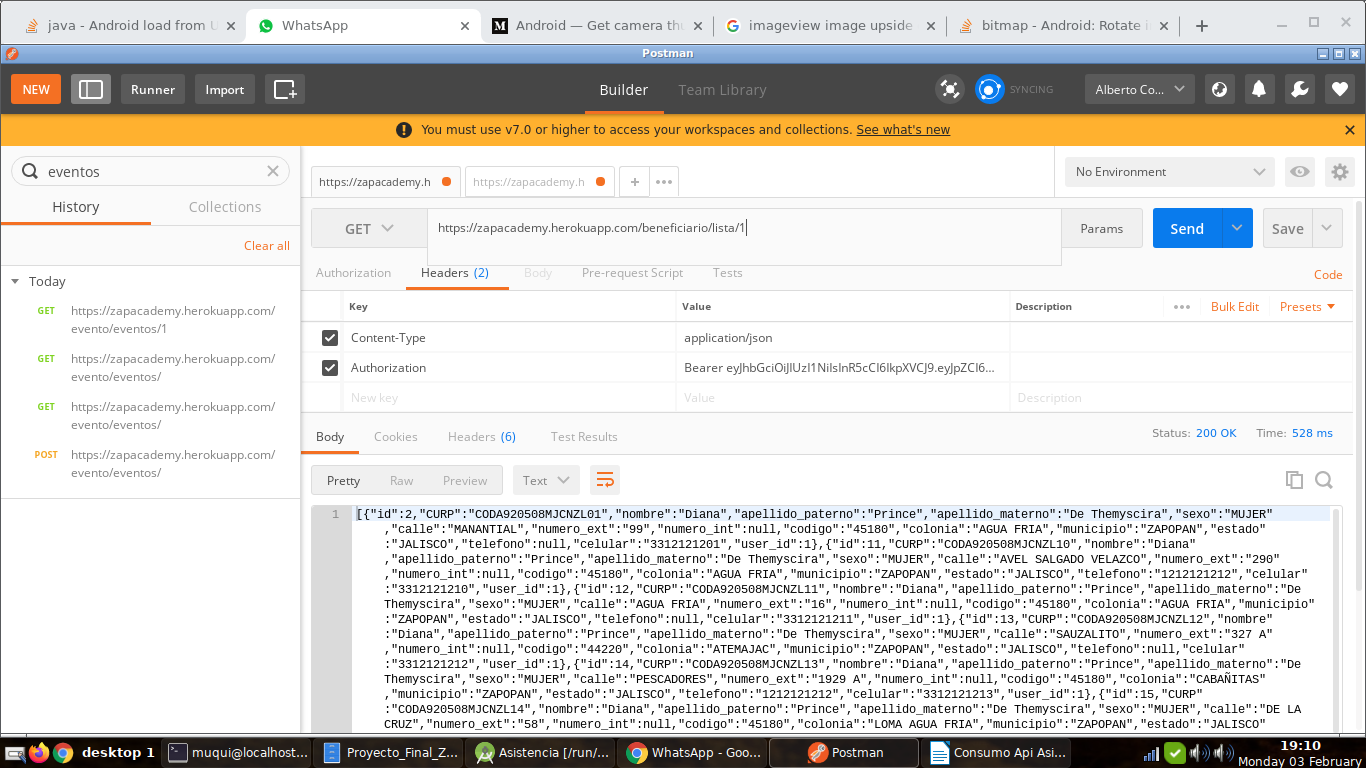 java - Android load from U
WhatsApp
Android — Get camera thu
imageview image upside
bitmap - Android: Rotate i
Postman
NEW
Runner
Import
Builder
Team Library
SYNCING
Alberto Co...
You must use v7.0 or higher to access your workspaces and collections. See what's new
eventos
History
Collections
Clear all
Today
GET https://zapacademy.herokuapp.com/
evento/eventos/1
GET https://zapacademy.herokuapp.com/
evento/eventos/
GET https://zapacademy.herokuapp.com/
evento/eventos/
POST https://zapacademy.herokuapp.com/
evento/eventos/
https://zapacademy.h
https://zapacademy.h
No Environment
GET
https://zapacademy.herokuapp.com/beneficiario/lista/1
Params
Send
Save
Authorization
Headers (2)
Body
Pre-request Script
Tests
Code
Key
Value
Description
Bulk Edit
Presets
Content-Type
application/json
Authorization
Bearer eyJhbGciOiJIUzI1NiIsInR5cCI6IkpXVCJ9.eyJpZCI6...
New key
Value
Description
Body
Cookies
Headers (6)
Test Results
Status: 200 OK
Time: 528 ms
Pretty
Raw
Preview
Text
1
[{"id":2,"CURP":"CODA920508MJCNZL01","nombre":"Diana","apellido_paterno":"Prince","apellido_materno":"De Themyscira","sexo":"MUJER"
,"calle":"MANANTIAL","numero_ext":"99","numero_int":null,"codigo":"45180","colonia":"AGUA FRIA","municipio":"ZAPOPAN","estado"
:"JALISCO","telefono":null,"celular":"3312121201","user_id":1},{"id":11,"CURP":"CODA920508MJCNZL10","nombre":"Diana"
,"apellido_paterno":"Prince","apellido_materno":"De Themyscira","sexo":"MUJER","calle":"AVEL SALGADO VELAZCO","numero_ext":"290"
,"numero_int":null,"codigo":"45180","colonia":"AGUA FRIA","municipio":"ZAPOPAN","estado":"JALISCO","telefono":"1212121212","celular"
:"3312121210","user_id":1},{"id":12,"CURP":"CODA920508MJCNZL11","nombre":"Diana","apellido_paterno":"Prince","apellido_materno":"De
Themyscira","sexo":"MUJER","calle":"AGUA FRIA","numero_ext":"16","numero_int":null,"codigo":"45180","colonia":"AGUA FRIA","municipio"
:"ZAPOPAN","estado":"JALISCO","telefono":null,"celular":"3312121211","user_id":1},{"id":13,"CURP":"CODA920508MJCNZL12","nombre"
:"Diana","apellido_paterno":"Prince","apellido_materno":"De Themyscira","sexo":"MUJER","calle":"SAUZALITO","numero_ext":"327 A"
,"numero_int":null,"codigo":"44220","colonia":"ATEMAJAC","municipio":"ZAPOPAN","estado":"JALISCO","telefono":null,"celular"
:"3312121212","user_id":1},{"id":14,"CURP":"CODA920508MJCNZL13","nombre":"Diana","apellido_paterno":"Prince","apellido_materno":"De
Themyscira","sexo":"MUJER","calle":"PESCADORES","numero_ext":"1929 A","numero_int":null,"codigo":"45180","colonia":"CABAÑITAS"
,"municipio":"ZAPOPAN","estado":"JALISCO","telefono":"1212121212","celular":"3312121213","user_id":1},{"id":15,"CURP"
:"CODA920508MJCNZL14","nombre":"Diana","apellido_paterno":"Prince","apellido_materno":"De Themyscira","sexo":"MUJER","calle":"DE LA
CRUZ","numero_ext":"58","numero_int":null,"codigo":"45180","colonia":"LOMA AGUA FRIA","municipio":"ZAPOPAN","estado":"JALISCO"
desktop 1
muqui@localhost...
Proyecto_Final_Z...
Asistencia [/run/...
WhatsApp - Goo...
Postman
Consumo Api Asi...
19:10
Monday 03 February